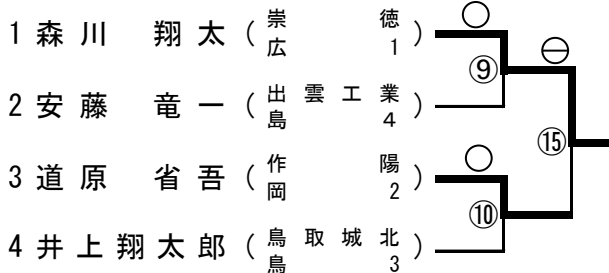 1 森川 翔太 (崇徳 広1)
⑨
2 安藤 竜一 (出雲工業 島4)
⑮
3 道原 省吾 (作陽 岡2)
⑩
4 井上翔太郎 (鳥取城北 鳥3)